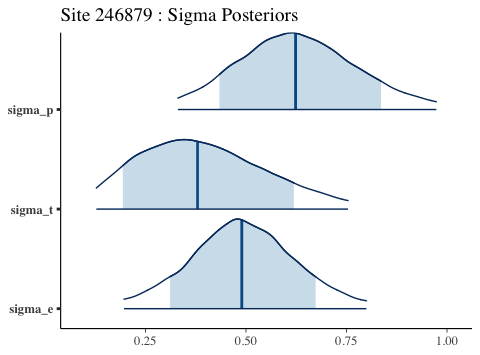 Site 246879 : Sigma Posteriors
sigma_p
sigma_t
sigma_e
0.25 0.50 0.75 1.00